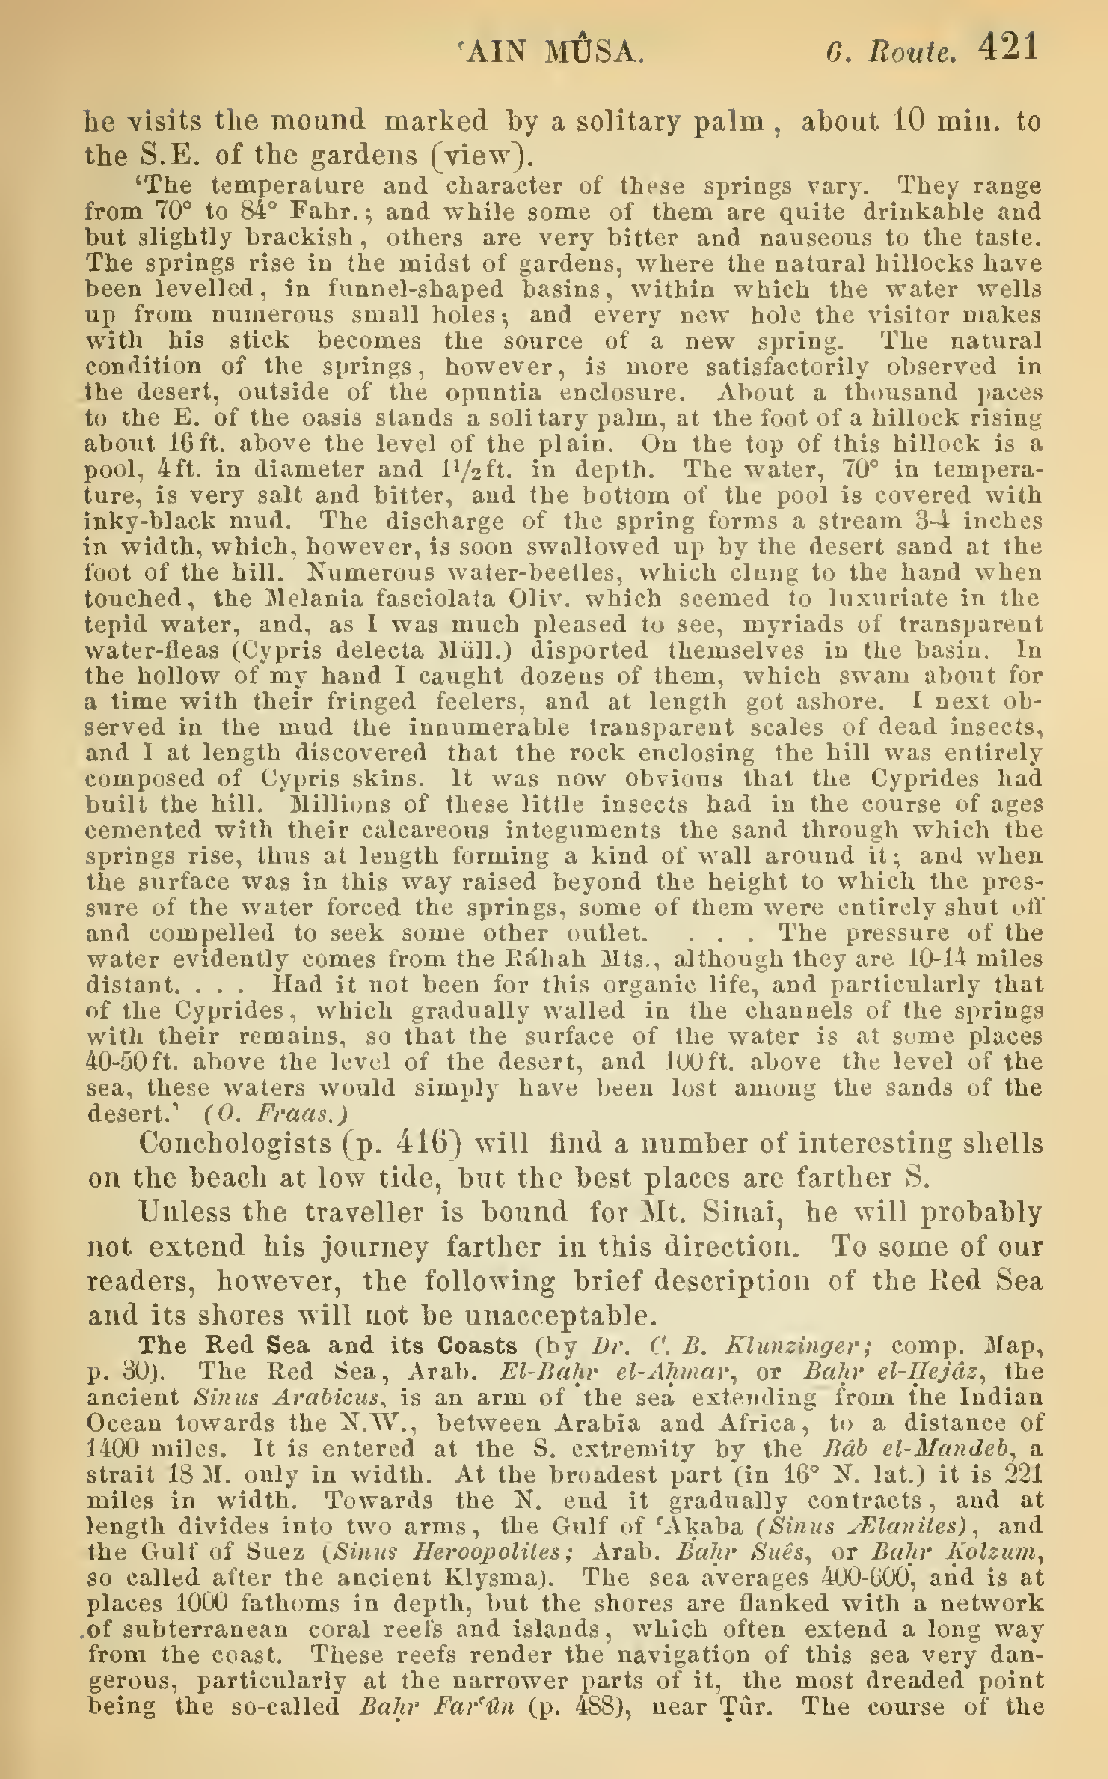 ʿAIN MÛSA. 6. Route. 421
he visits the mound marked by a solitary palm, about 10 min. to
the S.E. of the gardens (view).
‘The temperature and character of these springs vary. They range
from 70° to 84° Fahr.; and while some of them are quite drinkable and
but slightly brackish, others are very bitter and nauseous to the taste.
The springs rise in the midst of gardens, where the natural hillocks have
been levelled, in funnel-shaped basins, within which the water wells
up from numerous small holes; and every new hole the visitor makes
with his stick becomes the source of a new spring. The natural
condition of the springs, however, is more satisfactorily observed in
the desert, outside of the opuntia enclosure. About a thousand paces
to the E. of the oasis stands a solitary palm, at the foot of a hillock rising
about 16 ft. above the level of the plain. On the top of this hillock is a
pool, 4 ft. in diameter and 1½ ft. in depth. The water, 70° in tempera-
ture, is very salt and bitter, and the bottom of the pool is covered with
inky-black mud. The discharge of the spring forms a stream 3-4 inches
in width, which, however, is soon swallowed up by the desert sand at the
foot of the hill. Numerous water-beetles, which clung to the hand when
touched, the Melania fasciolata Oliv. which seemed to luxuriate in the
tepid water, and, as I was much pleased to see, myriads of transparent
water-fleas (Cypris delecta Müll.) disported themselves in the basin. In
the hollow of my hand I caught dozens of them, which swam about for
a time with their fringed feelers, and at length got ashore. I next ob-
served in the mud the innumerable transparent scales of dead insects,
and I at length discovered that the rock enclosing the hill was entirely
composed of Cypris skins. It was now obvious that the Cyprides had
built the hill. Millions of these little insects had in the course of ages
cemented with their calcareous integuments the sand through which the
springs rise, thus at length forming a kind of wall around it; and when
the surface was in this way raised beyond the height to which the pres-
sure of the water forced the springs, some of them were entirely shut off
and compelled to seek some other outlet. . . . The pressure of the
water evidently comes from the Râhah Mts., although they are 10-14 miles
distant. . . . Had it not been for this organic life, and particularly that
of the Cyprides, which gradually walled in the channels of the springs
with their remains, so that the surface of the water is at some places
40-50 ft. above the level of the desert, and 100 ft. above the level of the
sea, these waters would simply have been lost among the sands of the
desert.’ (O. Fraas.)
Conchologists (p. 416) will find a number of interesting shells
on the beach at low tide, but the best places are farther S.
Unless the traveller is bound for Mt. Sinai, he will probably
not extend his journey farther in this direction. To some of our
readers, however, the following brief description of the Red Sea
and its shores will not be unacceptable.
The Red Sea and its Coasts (by Dr. C. B. Klunzinger; comp. Map,
p. 30). The Red Sea, Arab. El-Baḥr el-Aḥmar, or Baḥr el-Ḥejâz, the
ancient Sinus Arabicus, is an arm of the sea extending from the Indian
Ocean towards the N.W., between Arabia and Africa, to a distance of
1400 miles. It is entered at the S. extremity by the Bâb el-Mandeb, a
strait 18 M. only in width. At the broadest part (in 16° N. lat.) it is 221
miles in width. Towards the N. end it gradually contracts, and at
length divides into two arms, the Gulf of ʿAḳaba (Sinus Ælanites), and
the Gulf of Suez (Sinus Heroopolites; Arab. Baḥr Suês, or Baḥr Ḳolzum,
so called after the ancient Klysma). The sea averages 400-600, and is at
places 1000 fathoms in depth, but the shores are flanked with a network
of subterranean coral reefs and islands, which often extend a long way
from the coast. These reefs render the navigation of this sea very dan-
gerous, particularly at the narrower parts of it, the most dreaded point
being the so-called Baḥr Farʿûn (p. 488), near Ṭûr. The course of the